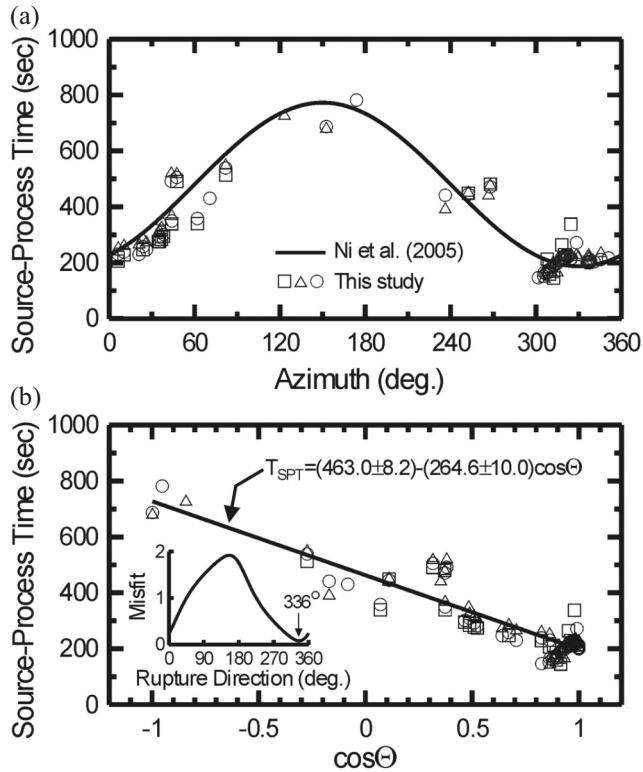 (a)
1000
800
600
400
200
0
Source-Process Time (sec)
Ni et al. (2005)
This study
0 60 120 180 240 300 360
Azimuth (deg.)
(b)
1000
800
600
400
200
0
Source-Process Time (sec)
T_SPT=(463.0±8.2)-(264.6±10.0)cosΘ
2
1
0
Misfit
336°
0 90 180 270 360
Rupture Direction (deg.)
-1 -0.5 0 0.5 1
cosΘ